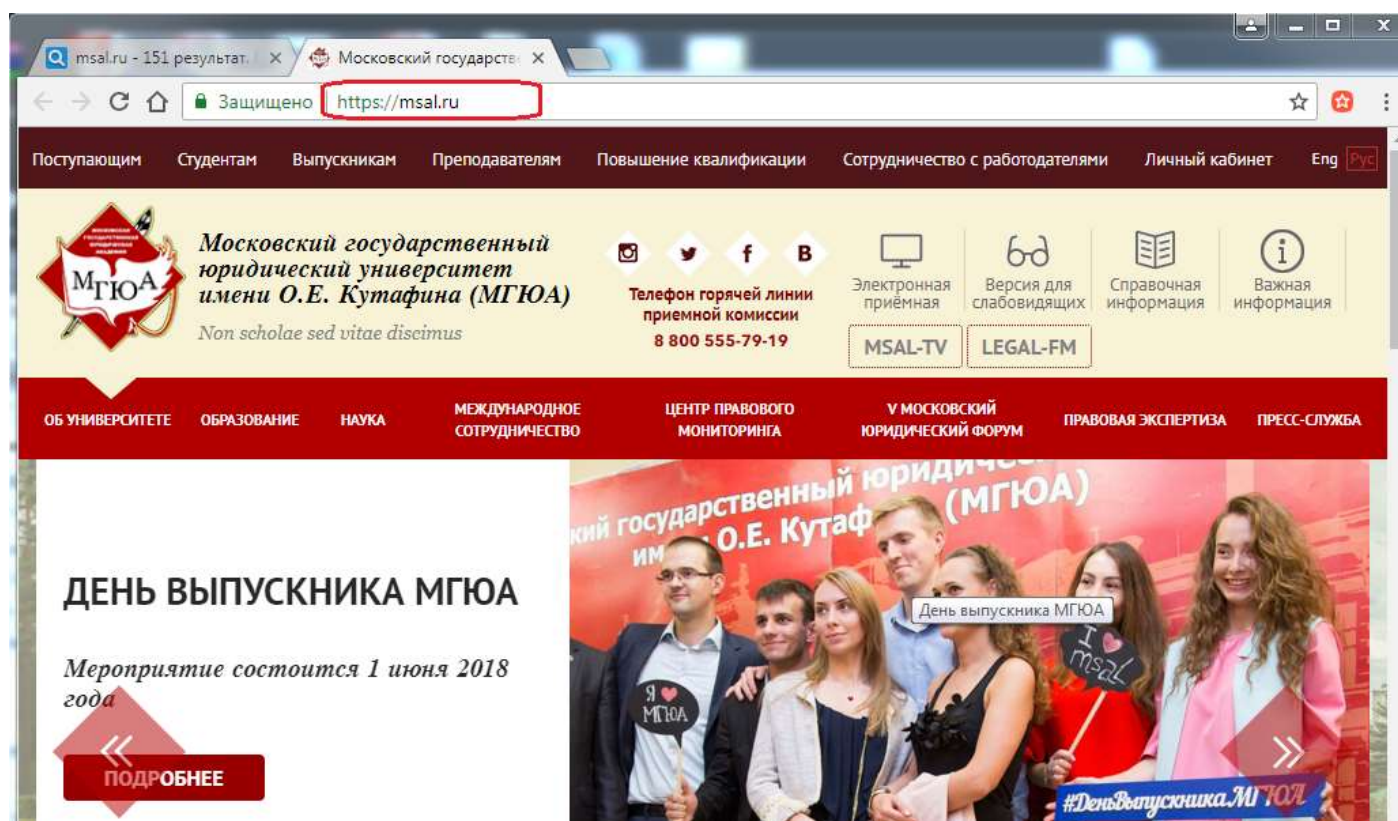 msal.ru - 151 результат.
Московский государств
Защищено
https://msal.ru
Поступающим Студентам Выпускникам Преподавателям Повышение квалификации Сотрудничество с работодателями Личный кабинет Eng Рус
МГЮА
Московский государственный
юридический университет
имени О.Е. Кутафина (МГЮА)
Non scholae sed vitae discimus
Телефон горячей линии
приемной комиссии
8 800 555-79-19
Электронная
приёмная
Версия для
слабовидящих
Справочная
информация
Важная
информация
MSAL-TV LEGAL-FM
ОБ УНИВЕРСИТЕТЕ
ОБРАЗОВАНИЕ
НАУКА
МЕЖДУНАРОДНОЕ
СОТРУДНИЧЕСТВО
ЦЕНТР ПРАВОВОГО
МОНИТОРИНГА
V МОСКОВСКИЙ
ЮРИДИЧЕСКИЙ ФОРУМ
ПРАВОВАЯ ЭКСПЕРТИЗА
ПРЕСС-СЛУЖБА
ДЕНЬ ВЫПУСКНИКА МГЮА
Мероприятие состоится 1 июня 2018
года
ПОДРОБНЕЕ
кий государственный юридичес
им О.Е. Кутаф (МГЮА)
День выпускника МГЮА
Я
МГЮА
I
msal
#ДеньВыпускникаМГЮА